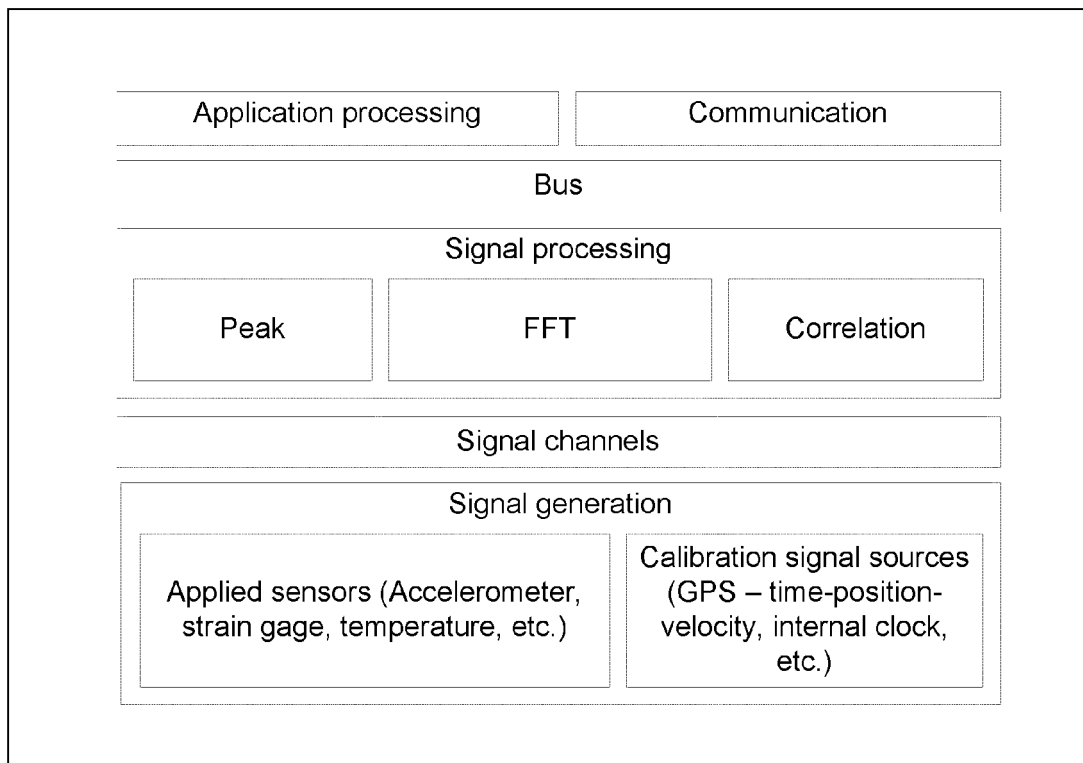 Application processing
Communication
Bus
Signal processing
Peak
FFT
Correlation
Signal channels
Signal generation
Applied sensors (Accelerometer,
strain gage, temperature, etc.)
Calibration signal sources
(GPS – time-position-
velocity, internal clock,
etc.)